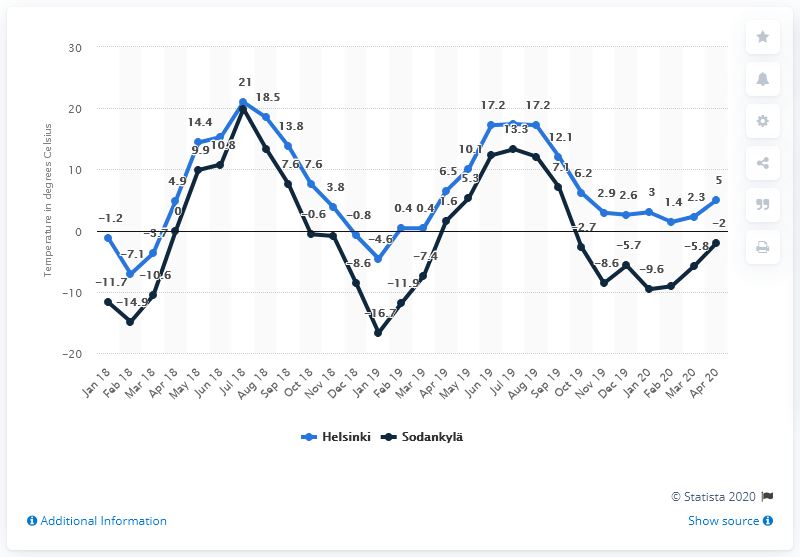 30
20
10
0
−10
−20
Temperature in degrees Celsius
21
18.5
17.2
17.2
14.4
13.8
13.3
12.1
9.9
10.8
10.1
7.6
7.6
7.1
6.5
6.2
4.9
5.3
5
3.8
2.9
2.6
3
2.3
1.6
1.4
0
0.4
0.4
−1.2
−0.6
−0.8
−2
−3.7
−2.7
−4.6
−5.7
−5.8
−7.1
−7.4
−8.6
−8.6
−9.6
−10.6
−11.7
−11.9
−14.9
−16.7
Jan 18
Feb 18
Mar 18
Apr 18
May 18
Jun 18
Jul 18
Aug 18
Sep 18
Oct 18
Nov 18
Dec 18
Jan 19
Feb 19
Mar 19
Apr 19
May 19
Jun 19
Jul 19
Aug 19
Sep 19
Oct 19
Nov 19
Dec 19
Jan 20
Feb 20
Mar 20
Apr 20
Helsinki Sodankylä
© Statista 2020
Additional Information Show source